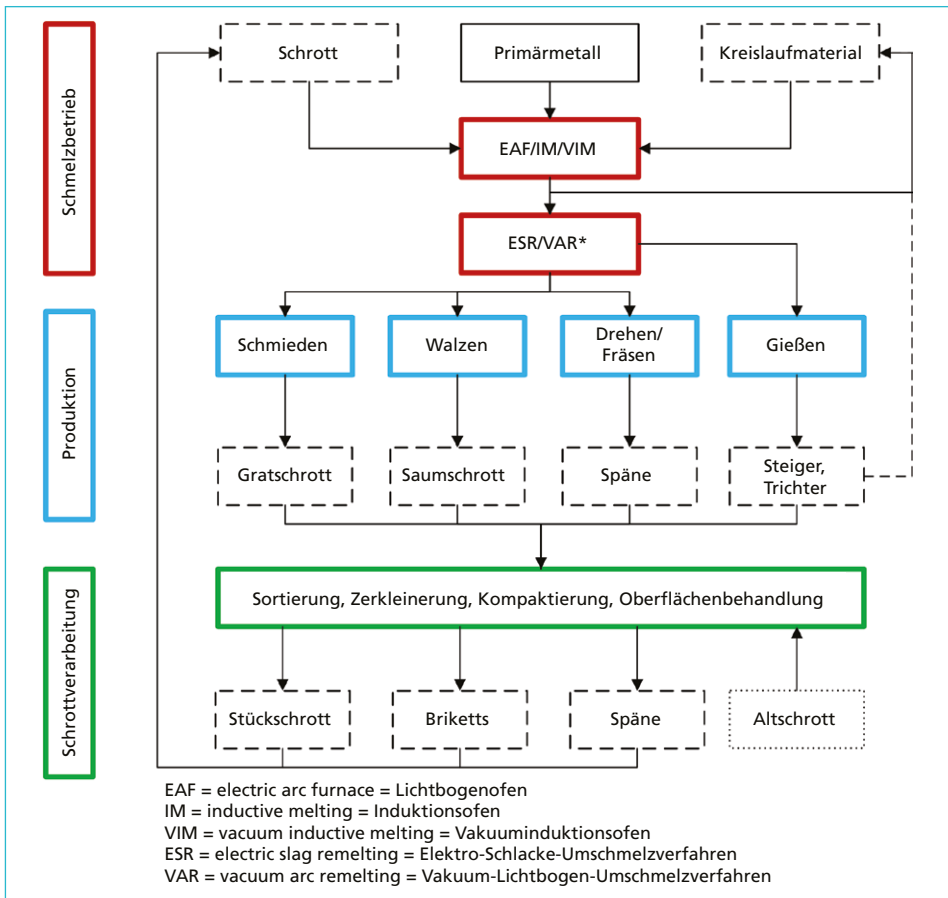 Schmelzbetrieb
Schrott
Primärmetall
Kreislaufmaterial
EAF/IM/VIM
ESR/VAR*
Produktion
Schmieden
Walzen
Drehen/
Fräsen
Gießen
Gratschrott
Saumschrott
Späne
Steiger,
Trichter
Schrottverarbeitung
Sortierung, Zerkleinerung, Kompaktierung, Oberflächenbehandlung
Stückschrott
Briketts
Späne
Altschrott
EAF = electric arc furnace = Lichtbogenofen
IM = inductive melting = Induktionsofen
VIM = vacuum inductive melting = Vakuuminduktionsofen
ESR = electric slag remelting = Elektro-Schlacke-Umschmelzverfahren
VAR = vacuum arc remelting = Vakuum-Lichtbogen-Umschmelzverfahren